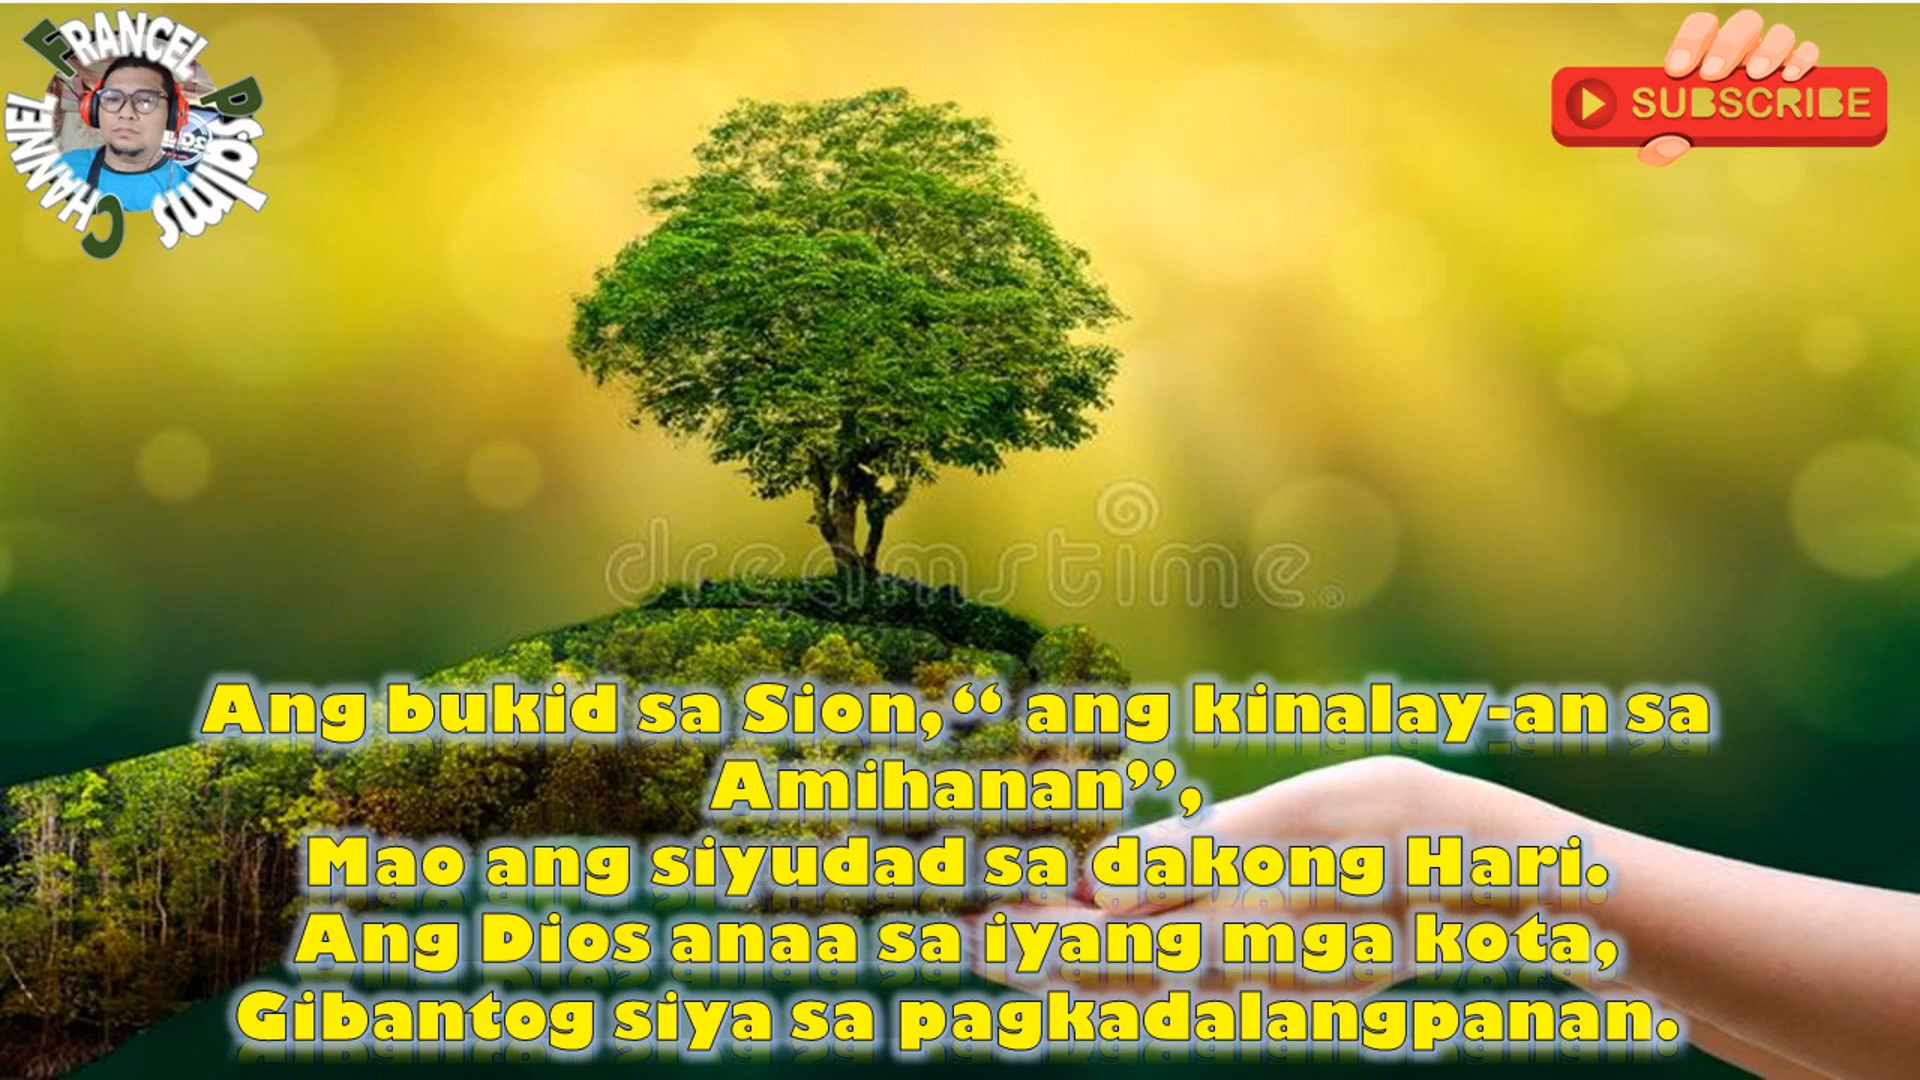 FRANCEL Psalms CHANNEL
SUBSCRIBE
dreamstime.
Ang bukid sa Sion,“ ang kinalay-an sa
Amihanan”,
Mao ang siyudad sa dakong Hari.
Ang Dios anaa sa iyang mga kota,
Gibantog siya sa pagkadalangpanan.